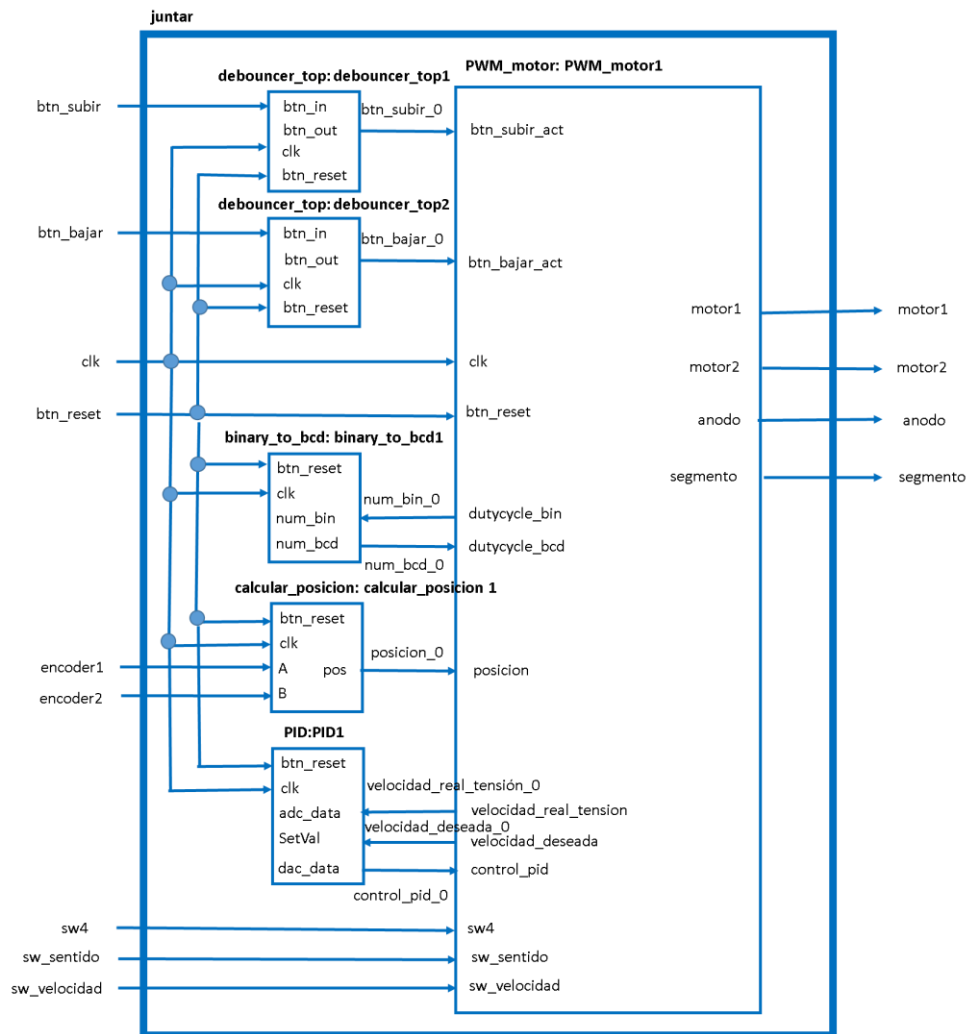 juntar
PWM_motor: PWM_motor1
debouncer_top: debouncer_top1
btn_subir
btn_in
btn_out
clk
btn_reset
btn_subir_0
btn_subir_act
debouncer_top: debouncer_top2
btn_bajar
btn_in
btn_out
clk
btn_reset
btn_bajar_0
btn_bajar_act
motor1
motor1
clk
clk
motor2
motor2
btn_reset
btn_reset
anodo
anodo
binary_to_bcd: binary_to_bcd1
btn_reset
clk
num_bin
num_bcd
num_bin_0
dutycycle_bin
dutycycle_bcd
num_bcd_0
segmento
segmento
calcular_posicion: calcular_posicion 1
btn_reset
clk
encoder1
A
pos
posicion_0
posicion
encoder2
B
PID:PID1
btn_reset
clk
velocidad_real_tensión_0
adc_data
velocidad_real_tension
velocidad_deseada_0
SetVal
velocidad_deseada
dac_data
control_pid
control_pid_0
sw4
sw4
sw_sentido
sw_sentido
sw_velocidad
sw_velocidad